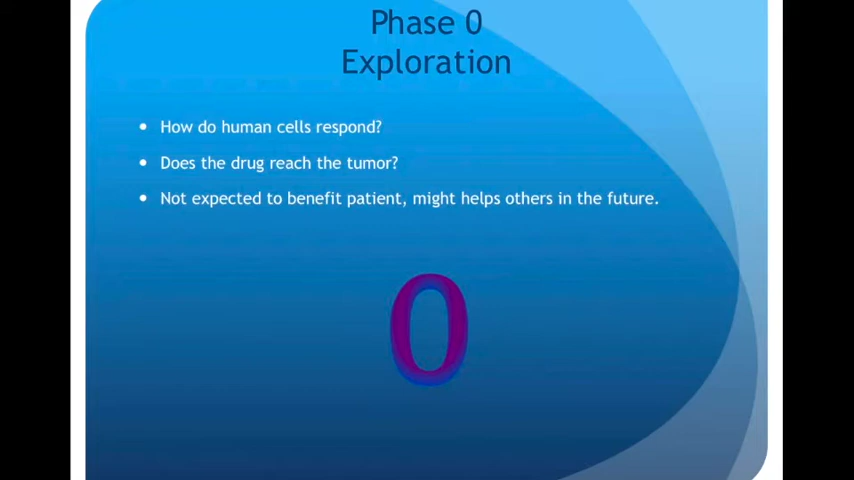 Phase 0
Exploration
• How do human cells respond?
• Does the drug reach the tumor?
• Not expected to benefit patient, might helps others in the future.
0